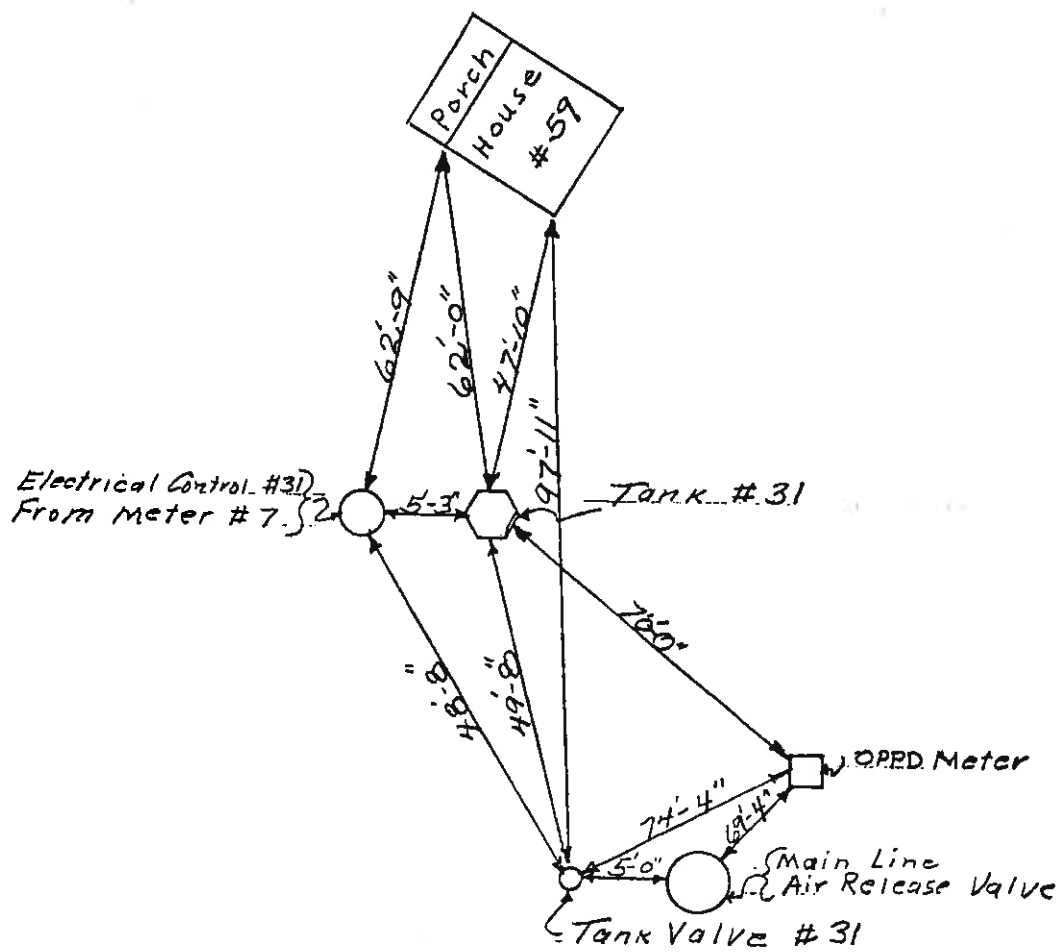 Porch
House
#59
62'-9"
62'-0"
47'-10"
97'-11"
Electrical Control #31
From Meter #7
5'-3"
Tank #31
70'-0"
48'-8"
49'-8"
OPPD Meter
74'-4"
69'-4"
5'-0"
Main Line
Air Release Valve
Tank Valve #31